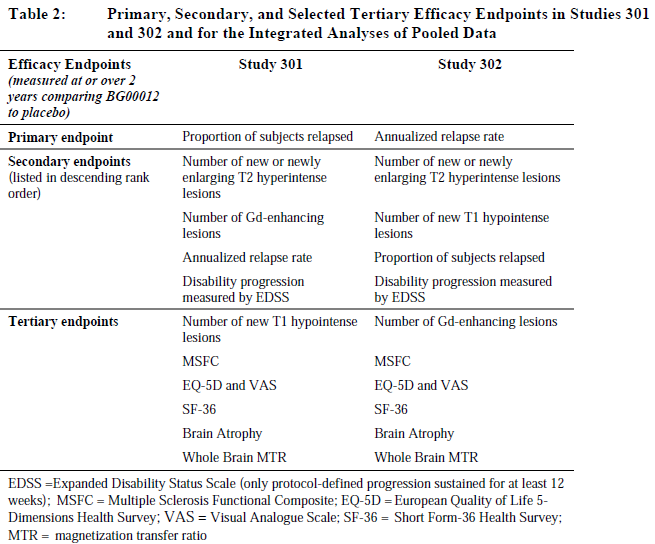 Table 2: Primary, Secondary, and Selected Tertiary Efficacy Endpoints in Studies 301
and 302 and for the Integrated Analyses of Pooled Data
Efficacy Endpoints
(measured at or over 2
years comparing BG00012
to placebo)
Study 301
Study 302
Primary endpoint
Proportion of subjects relapsed
Annualized relapse rate
Secondary endpoints
(listed in descending rank
order)
Number of new or newly
enlarging T2 hyperintense
lesions
Number of new or newly
enlarging T2 hyperintense lesions
Number of Gd-enhancing
lesions
Number of new T1 hypointense
lesions
Annualized relapse rate
Proportion of subjects relapsed
Disability progression
measured by EDSS
Disability progression measured
by EDSS
Tertiary endpoints
Number of new T1 hypointense
lesions
Number of Gd-enhancing lesions
MSFC
MSFC
EQ-5D and VAS
EQ-5D and VAS
SF-36
SF-36
Brain Atrophy
Brain Atrophy
Whole Brain MTR
Whole Brain MTR
EDSS =Expanded Disability Status Scale (only protocol-defined progression sustained for at least 12
weeks); MSFC = Multiple Sclerosis Functional Composite; EQ-5D = European Quality of Life 5-
Dimensions Health Survey; VAS = Visual Analogue Scale; SF-36 = Short Form-36 Health Survey;
MTR = magnetization transfer ratio